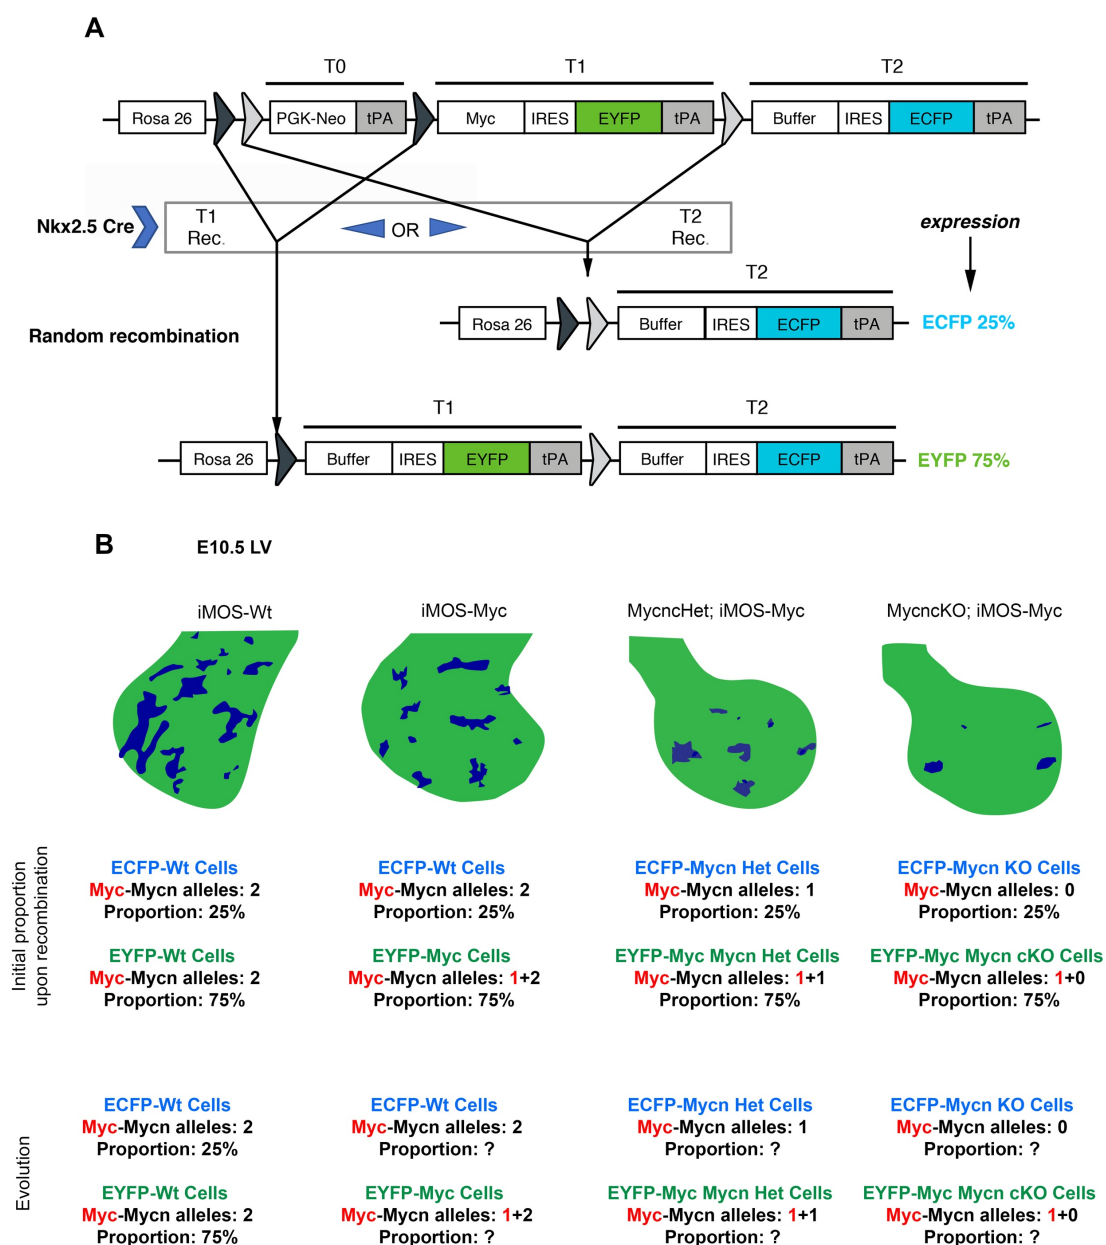 A
T0
T1
T2
Rosa 26
PGK-Neo
tPA
Myc
IRES
EYFP
tPA
Buffer
IRES
ECFP
tPA
Nkx2.5 Cre
T1
Rec.
OR
T2
Rec.
expression
T2
Rosa 26
Buffer
IRES
ECFP
tPA
ECFP 25%
Random recombination
T1
T2
Rosa 26
Buffer
IRES
EYFP
tPA
Buffer
IRES
ECFP
tPA
EYFP 75%
B
E10.5 LV
iMOS-Wt
iMOS-Myc
MycncHet; iMOS-Myc
MycncKO; iMOS-Myc
Initial proportion
upon recombination
ECFP-Wt Cells
Myc-Mycn alleles: 2
Proportion: 25%
ECFP-Wt Cells
Myc-Mycn alleles: 2
Proportion: 25%
ECFP-Mycn Het Cells
Myc-Mycn alleles: 1
Proportion: 25%
ECFP-Mycn KO Cells
Myc-Mycn alleles: 0
Proportion: 25%
EYFP-Wt Cells
Myc-Mycn alleles: 2
Proportion: 75%
EYFP-Myc Cells
Myc-Mycn alleles: 1+2
Proportion: 75%
EYFP-Myc Mycn Het Cells
Myc-Mycn alleles: 1+1
Proportion: 75%
EYFP-Myc Mycn cKO Cells
Myc-Mycn alleles: 1+0
Proportion: 75%
Evolution
ECFP-Wt Cells
Myc-Mycn alleles: 2
Proportion: 25%
ECFP-Wt Cells
Myc-Mycn alleles: 2
Proportion: ?
ECFP-Mycn Het Cells
Myc-Mycn alleles: 1
Proportion: ?
ECFP-Mycn KO Cells
Myc-Mycn alleles: 0
Proportion: ?
EYFP-Wt Cells
Myc-Mycn alleles: 2
Proportion: 75%
EYFP-Myc Cells
Myc-Mycn alleles: 1+2
Proportion: ?
EYFP-Myc Mycn Het Cells
Myc-Mycn alleles: 1+1
Proportion: ?
EYFP-Myc Mycn cKO Cells
Myc-Mycn alleles: 1+0
Proportion: ?